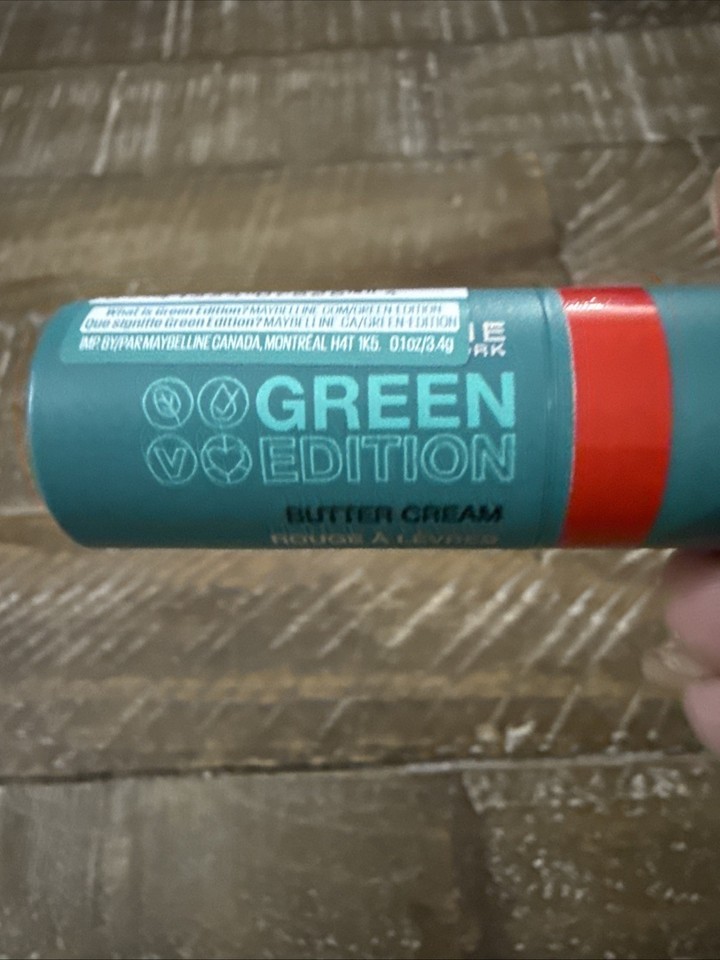 What is Green Edition? MAYBELLINE.COM/GREEN EDITION
Que signifie Green Edition? MAYBELLINE.CA/GREEN EDITION
IMP BY/PAR MAYBELLINE CANADA, MONTRÉAL H4T 1K5. 0.1oz/3.4g
GREEN
EDITION
BUTTER CREAM
ROUGE À LÈVRES